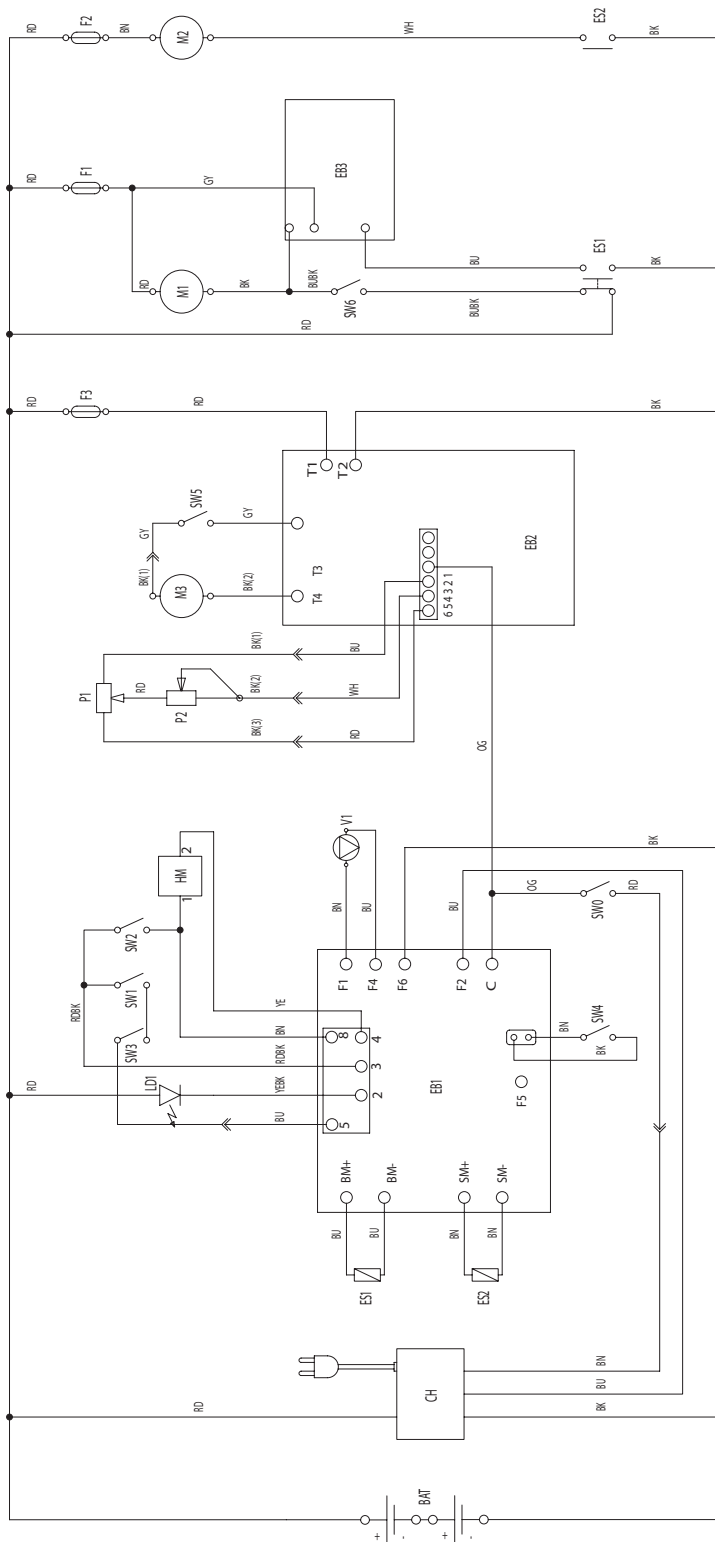 RD
F2
BN
M2
WH
ES2
BK
RD
F1
GY
EB3
RD
M1
BK
BUBK
SW6
BU
BUBK
ES1
BK
RD
RD
F3
RD
T1
T2
BK
SW5
GY
GY
BK(1)
M3
BK(2)
T3
T4
6 5 4 3 2 1
EB2
P1
RD
P2
BK(1)
BU
BK(2)
WH
BK(3)
RD
OG
HM
1
2
V1
BN
BU
BK
BU
OG
SW0
RD
SW2
SW1
SW3
RDBK
YE
BN
RDBK
YEBK
BU
RD
LD1
F1
F4
F6
F2
C
8
4
3
2
5
EB1
F5
BN
SW4
BK
BM+
BM-
SM+
SM-
BU
BU
ES1
BN
BN
ES2
RD
CH
BN
BU
BK
BAT
+
-
+
-